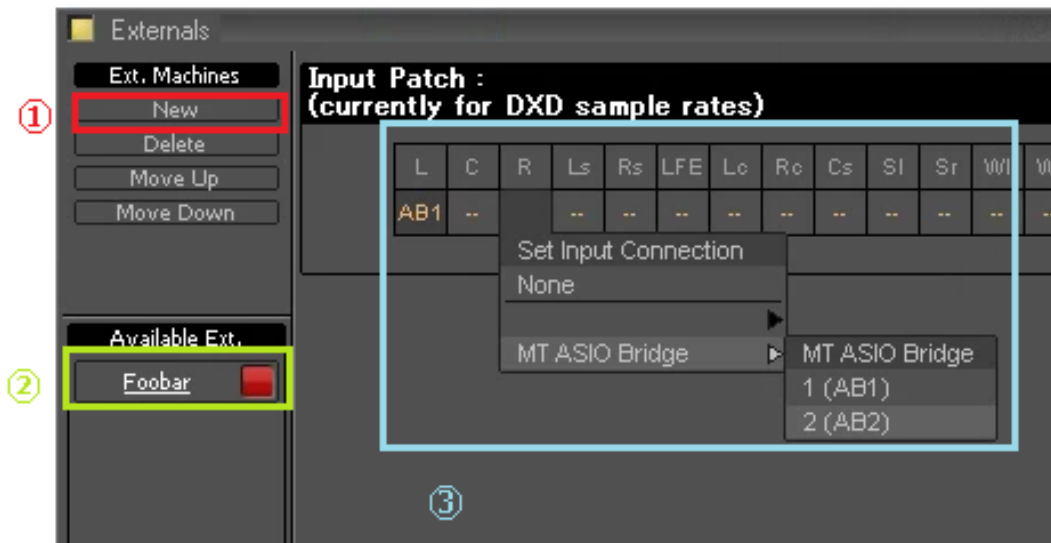 Externals
Ext. Machines
① New
Delete
Move Up
Move Down
Available Ext.
② Foobar
Input Patch :
(currently for DXD sample rates)
L C R Ls Rs LFE Lc Rc Cs Sl Sr Wl
AB1 -- -- -- -- -- -- -- -- -- --
Set Input Connection
None
MT ASIO Bridge
MT ASIO Bridge
1 (AB1)
2 (AB2)
③